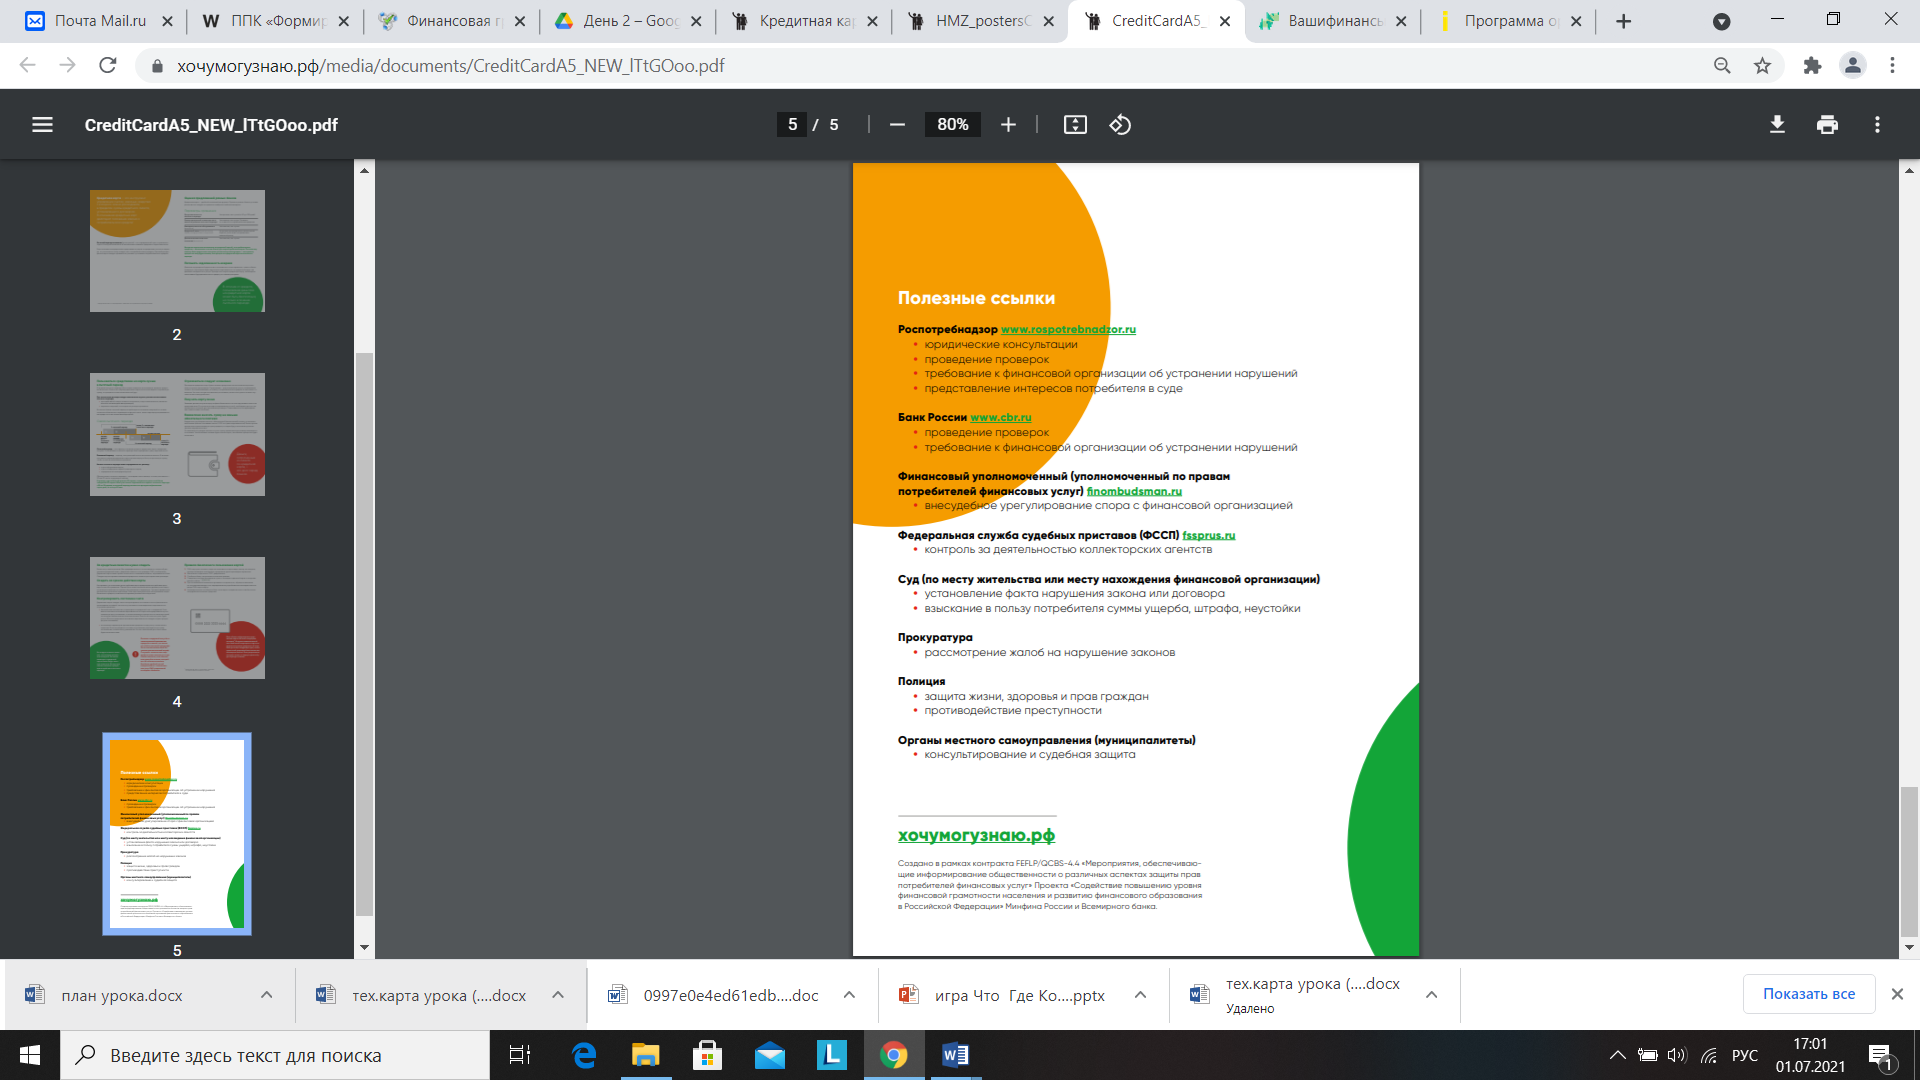 Почта Mail.ru
ППК «Формир
Финансовая г
День 2 – Goog
Кредитная ка
HMZ_postersC
CreditCardA5_
Вашифинансы
Программа о
хочумогузнаю.рф/media/documents/CreditCardA5_NEW_lTtGOoo.pdf
CreditCardA5_NEW_lTtGOoo.pdf
5 / 5
80%
2
3
4
5
Полезные ссылки
Роспотребнадзор www.rospotrebnadzor.ru
• юридические консультации
• проведение проверок
• требование к финансовой организации об устранении нарушений
• представление интересов потребителя в суде
Банк России www.cbr.ru
• проведение проверок
• требование к финансовой организации об устранении нарушений
Финансовый уполномоченный (уполномоченный по правам
потребителей финансовых услуг) finombudsman.ru
• внесудебное урегулирование спора с финансовой организацией
Федеральная служба судебных приставов (ФССП) fssprus.ru
• контроль за деятельностью коллекторских агентств
Суд (по месту жительства или месту нахождения финансовой организации)
• установление факта нарушения закона или договора
• взыскание в пользу потребителя суммы ущерба, штрафа, неустойки
Прокуратура
• рассмотрение жалоб на нарушение законов
Полиция
• защита жизни, здоровья и прав граждан
• противодействие преступности
Органы местного самоуправления (муниципалитеты)
• консультирование и судебная защита
хочумогузнаю.рф
Создано в рамках контракта FEFLP/QCBS-4.4 «Мероприятия, обеспечиваю-
щие информирование общественности о различных аспектах защиты прав
потребителей финансовых услуг» Проекта «Содействие повышению уровня
финансовой грамотности населения и развитию финансового образования
в Российской Федерации» Минфина России и Всемирного банка.
план урока.docx
тех.карта урока (....docx
0997e0e4ed61edb....doc
игра Что Где Ко....pptx
тех.карта урока (....docx
Удалено
Показать все
Введите здесь текст для поиска
РУС
17:01
01.07.2021
1